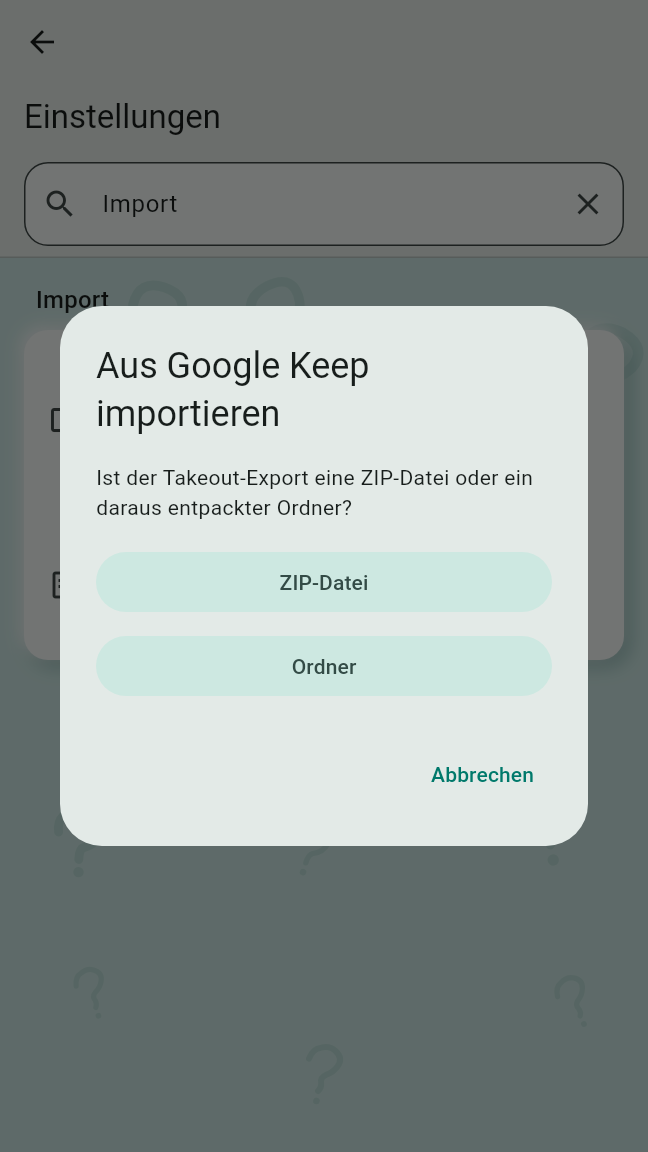 Einstellungen
Import
Import
Aus Google Keep
importieren
Ist der Takeout-Export eine ZIP-Datei oder ein
daraus entpackter Ordner?
ZIP-Datei
Ordner
Abbrechen